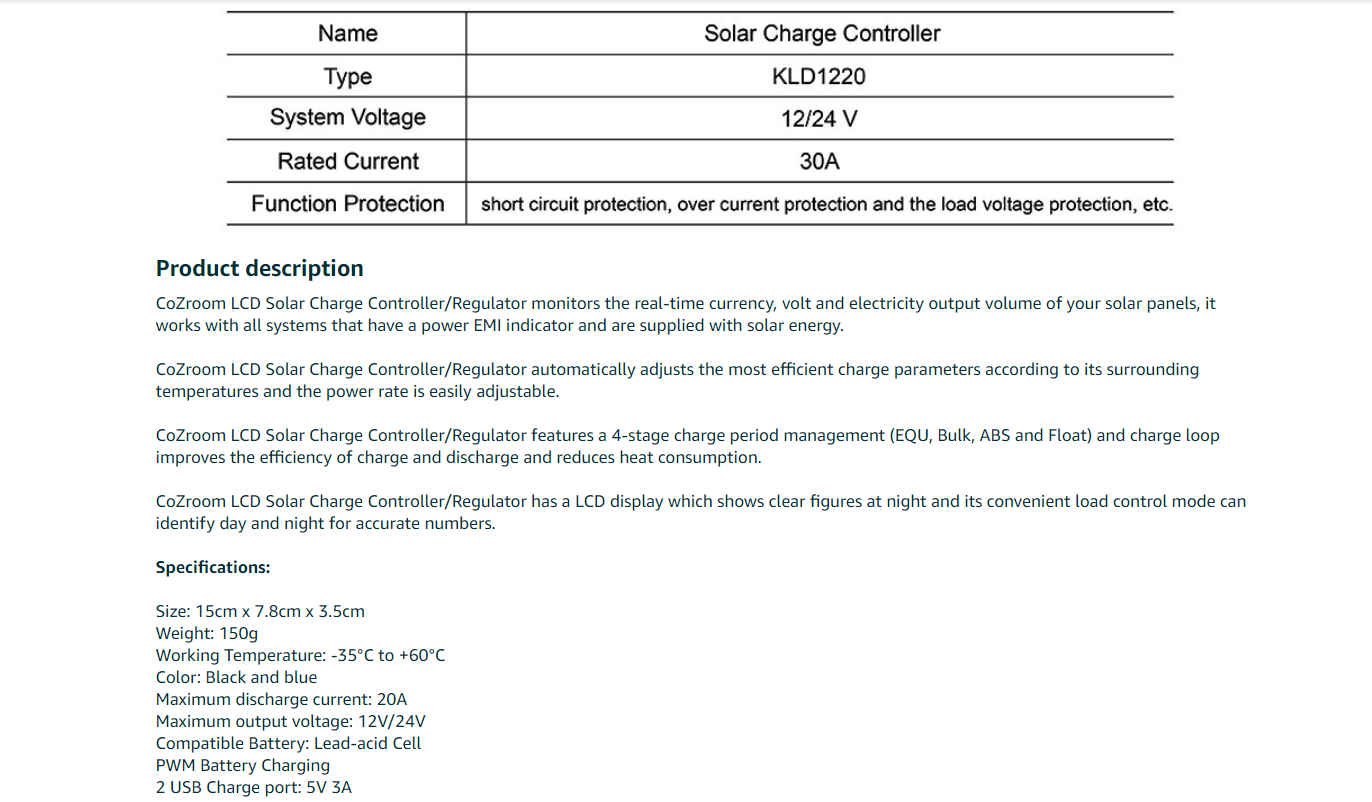 Name Solar Charge Controller
Type KLD1220
System Voltage 12/24 V
Rated Current 30A
Function Protection short circuit protection, over current protection and the load voltage protection, etc.
Product description
CoZroom LCD Solar Charge Controller/Regulator monitors the real-time currency, volt and electricity output volume of your solar panels, it
works with all systems that have a power EMI indicator and are supplied with solar energy.
CoZroom LCD Solar Charge Controller/Regulator automatically adjusts the most efficient charge parameters according to its surrounding
temperatures and the power rate is easily adjustable.
CoZroom LCD Solar Charge Controller/Regulator features a 4-stage charge period management (EQU, Bulk, ABS and Float) and charge loop
improves the efficiency of charge and discharge and reduces heat consumption.
CoZroom LCD Solar Charge Controller/Regulator has a LCD display which shows clear figures at night and its convenient load control mode can
identify day and night for accurate numbers.
Specifications:
Size: 15cm x 7.8cm x 3.5cm
Weight: 150g
Working Temperature: -35°C to +60°C
Color: Black and blue
Maximum discharge current: 20A
Maximum output voltage: 12V/24V
Compatible Battery: Lead-acid Cell
PWM Battery Charging
2 USB Charge port: 5V 3A